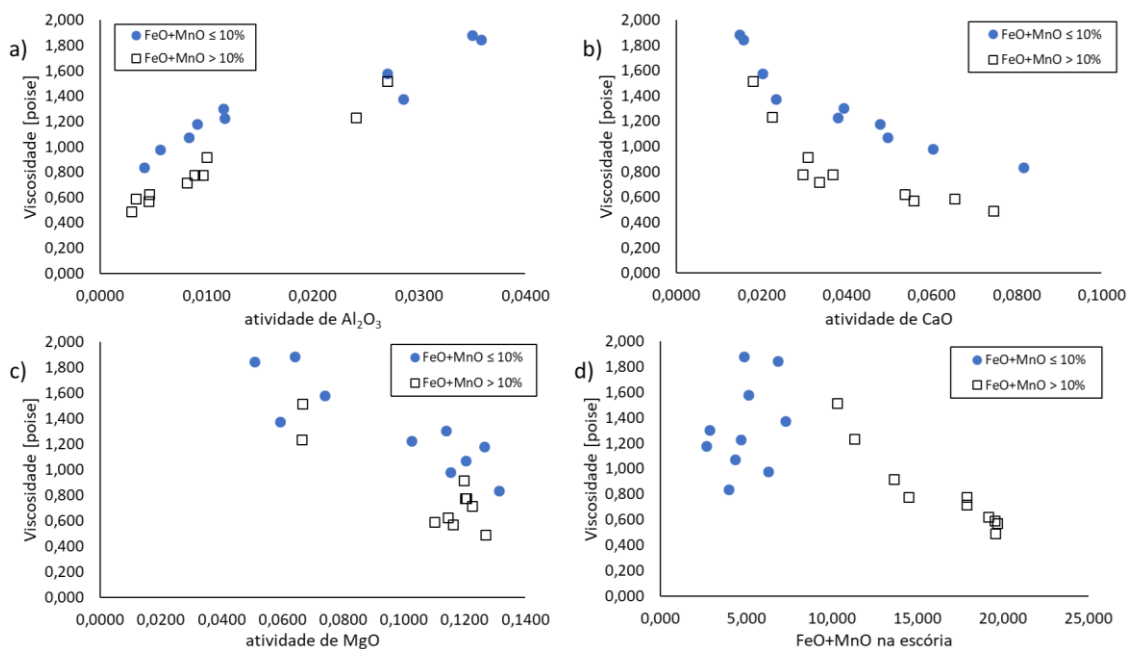 a)
Viscosidade [poise]
2,000
1,800
1,600
1,400
1,200
1,000
0,800
0,600
0,400
0,200
0,000
FeO+MnO ≤ 10%
FeO+MnO > 10%
0,0000 0,0100 0,0200 0,0300 0,0400
atividade de Al₂O₃
b)
Viscosidade [poise]
2,000
1,800
1,600
1,400
1,200
1,000
0,800
0,600
0,400
0,200
0,000
FeO+MnO ≤ 10%
FeO+MnO > 10%
0,0000 0,0200 0,0400 0,0600 0,0800 0,1000
atividade de CaO
c)
Viscosidade [poise]
2,000
1,800
1,600
1,400
1,200
1,000
0,800
0,600
0,400
0,200
0,000
FeO+MnO ≤ 10%
FeO+MnO > 10%
0,0000 0,0200 0,0400 0,0600 0,0800 0,1000 0,1200 0,1400
atividade de MgO
d)
Viscosidade [poise]
2,000
1,800
1,600
1,400
1,200
1,000
0,800
0,600
0,400
0,200
0,000
FeO+MnO ≤ 10%
FeO+MnO > 10%
0,000 5,000 10,000 15,000 20,000 25,000
FeO+MnO na escória